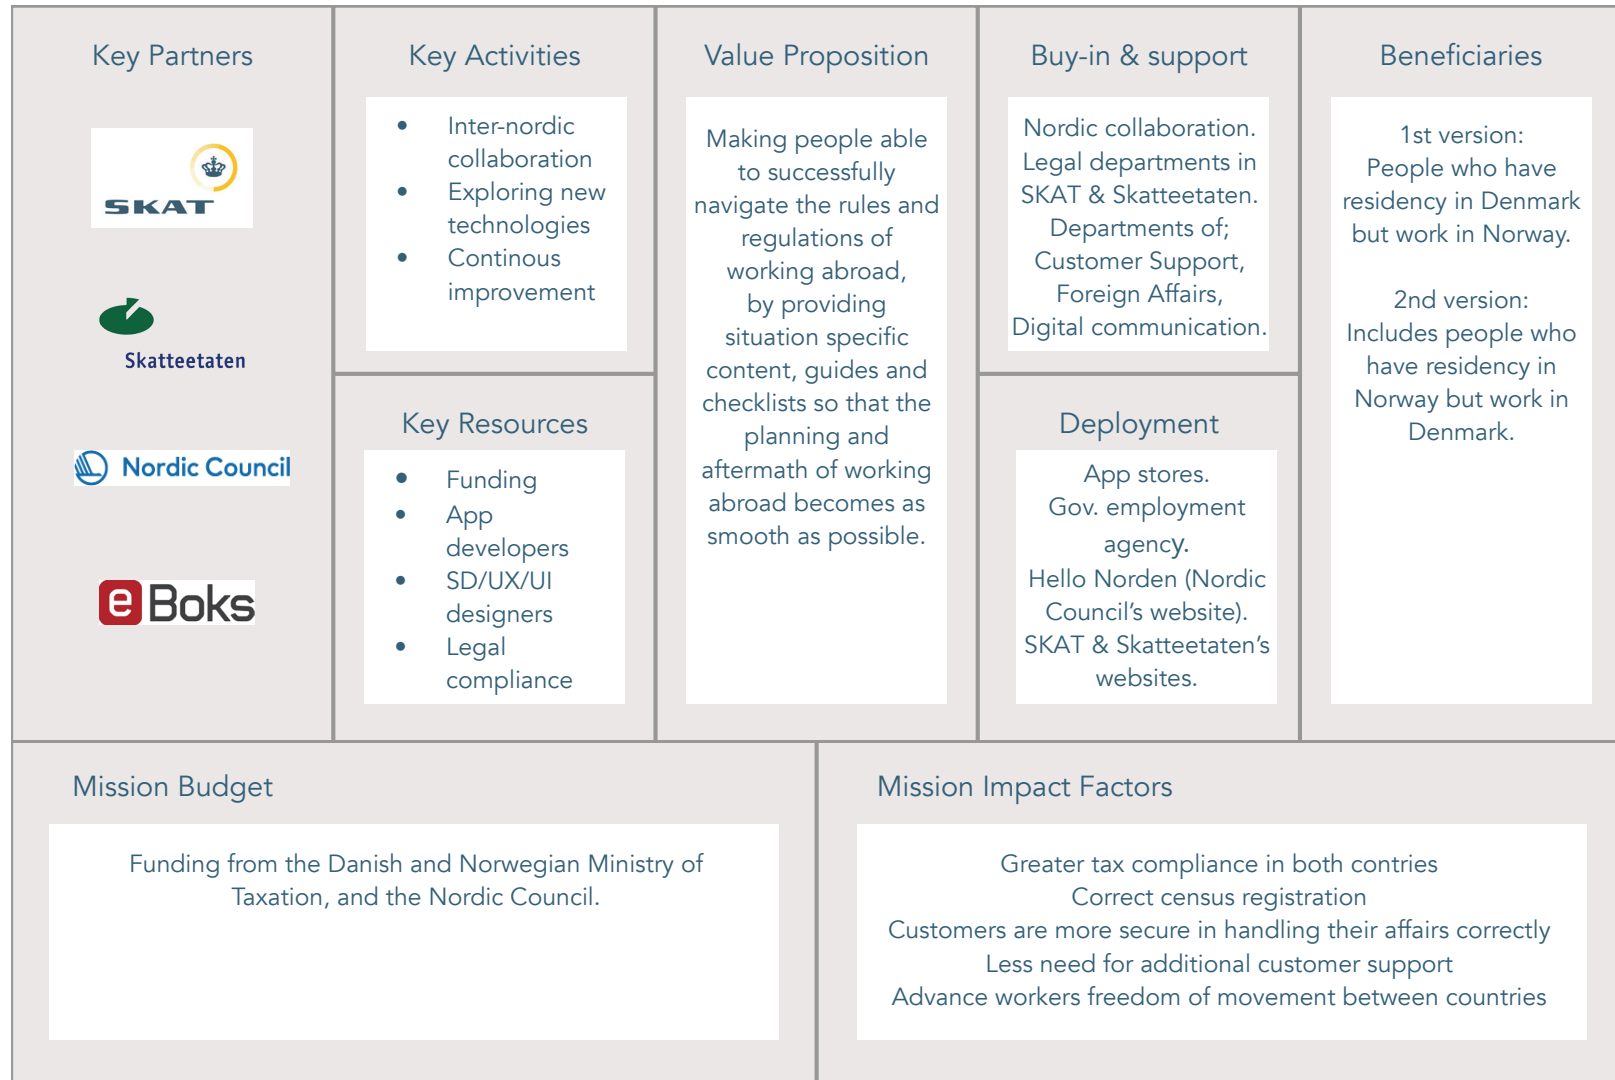 Key Partners
SKAT
Skatteetaten
Nordic Council
e Boks
Key Activities
• Inter-nordic
collaboration
• Exploring new
technologies
• Continous
improvement
Key Resources
• Funding
• App
developers
• SD/UX/UI
designers
• Legal
compliance
Value Proposition
Making people able
to successfully
navigate the rules and
regulations of
working abroad,
by providing
situation specific
content, guides and
checklists so that the
planning and
aftermath of working
abroad becomes as
smooth as possible.
Buy-in & support
Nordic collaboration.
Legal departments in
SKAT & Skatteetaten.
Departments of;
Customer Support,
Foreign Affairs,
Digital communication.
Deployment
App stores.
Gov. employment
agency.
Hello Norden (Nordic
Council’s website).
SKAT & Skatteetaten’s
websites.
Beneficiaries
1st version:
People who have
residency in Denmark
but work in Norway.
2nd version:
Includes people who
have residency in
Norway but work in
Denmark.
Mission Budget
Funding from the Danish and Norwegian Ministry of
Taxation, and the Nordic Council.
Mission Impact Factors
Greater tax compliance in both contries
Correct census registration
Customers are more secure in handling their affairs correctly
Less need for additional customer support
Advance workers freedom of movement between countries